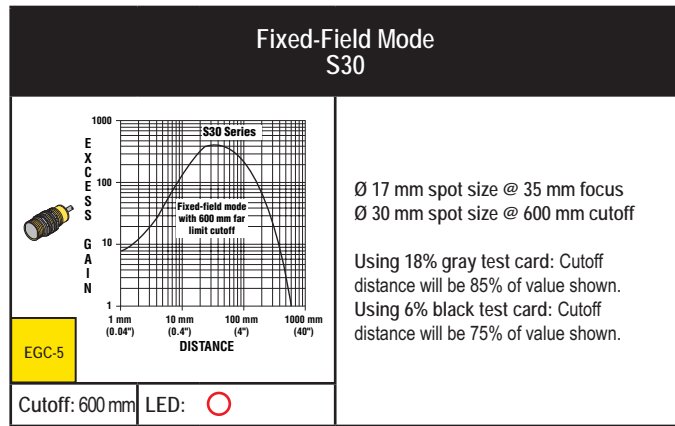 Fixed-Field Mode
S30
EXCESS GAIN
1000
100
10
1
S30 Series
Fixed-field mode
with 600 mm far
limit cutoff
1 mm 10 mm 100 mm 1000 mm
(0.04") (0.4") (4") (40")
DISTANCE
EGC-5
Cutoff: 600 mm LED:
Ø 17 mm spot size @ 35 mm focus
Ø 30 mm spot size @ 600 mm cutoff
Using 18% gray test card: Cutoff
distance will be 85% of value shown.
Using 6% black test card: Cutoff
distance will be 75% of value shown.